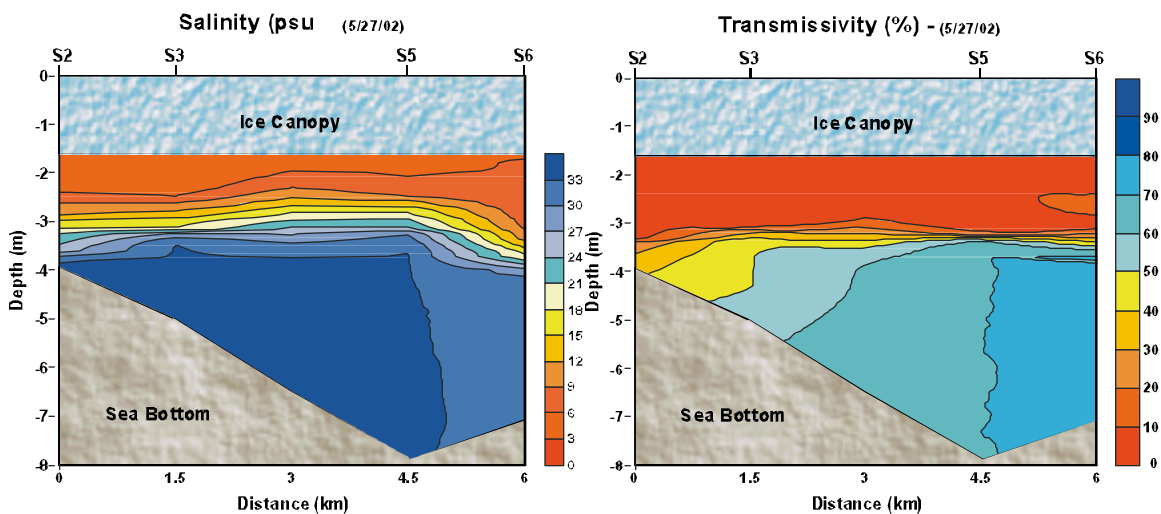 Salinity (psu (5/27/02)
S2 S3 S5 S6
0
-1
-2
-3
-4
-5
-6
-7
-8
Depth (m)
Ice Canopy
Sea Bottom
0 1.5 3 4.5 6
Distance (km)
33
30
27
24
21
18
15
12
9
6
3
0
Transmissivity (%) - (5/27/02)
S2 S3 S5 S6
0
-1
-2
-3
-4
-5
-6
-7
-8
Depth (m)
Ice Canopy
Sea Bottom
0 1.5 3 4.5 6
Distance (km)
90
80
70
60
50
40
30
20
10
0